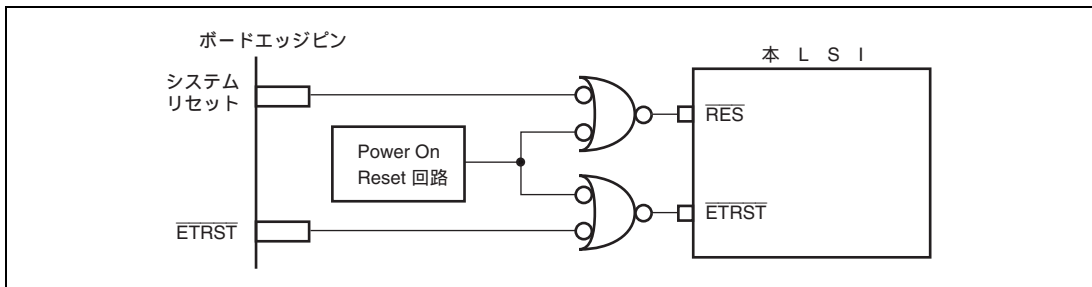 ボードエッジピン
システム
リセット
Power On
Reset 回路
ETRST
本 L S I
RES
ETRST